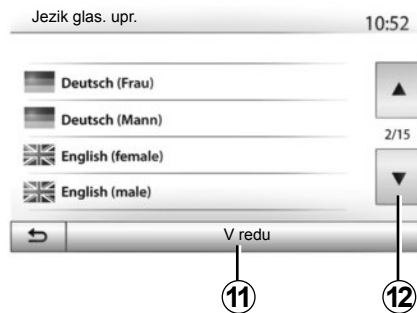 Jezik glas. upr.
10:52
Deutsch (Frau)
Deutsch (Mann)
2/15
English (female)
English (male)
V redu
11
12